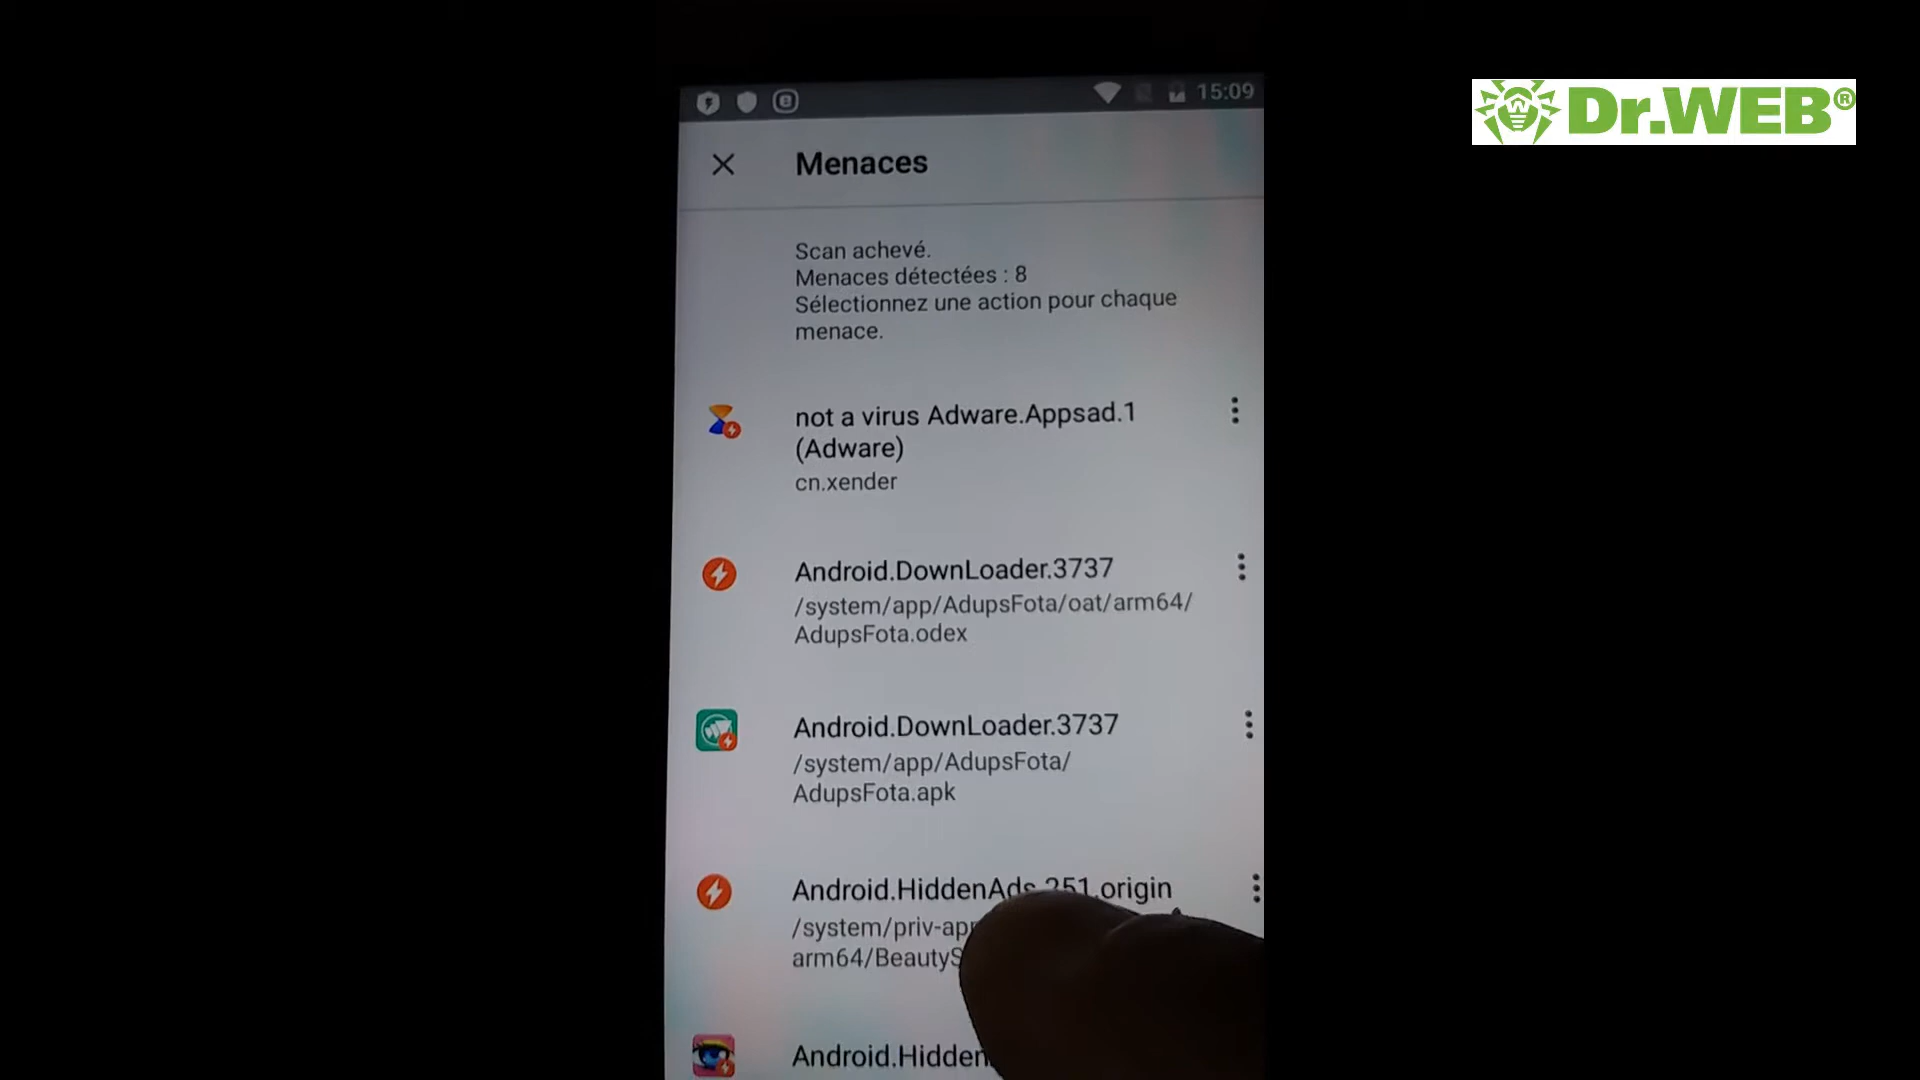 15:09
Dr.WEB®
Menaces
Scan achevé.
Menaces détectées : 8
Sélectionnez une action pour chaque
menace.
not a virus Adware.Appsad.1
(Adware)
cn.xender
Android.DownLoader.3737
/system/app/AdupsFota/oat/arm64/
AdupsFota.odex
Android.DownLoader.3737
/system/app/AdupsFota/
AdupsFota.apk
Android.HiddenAds.251.origin
/system/priv-app
arm64/BeautyS
Android.Hidden